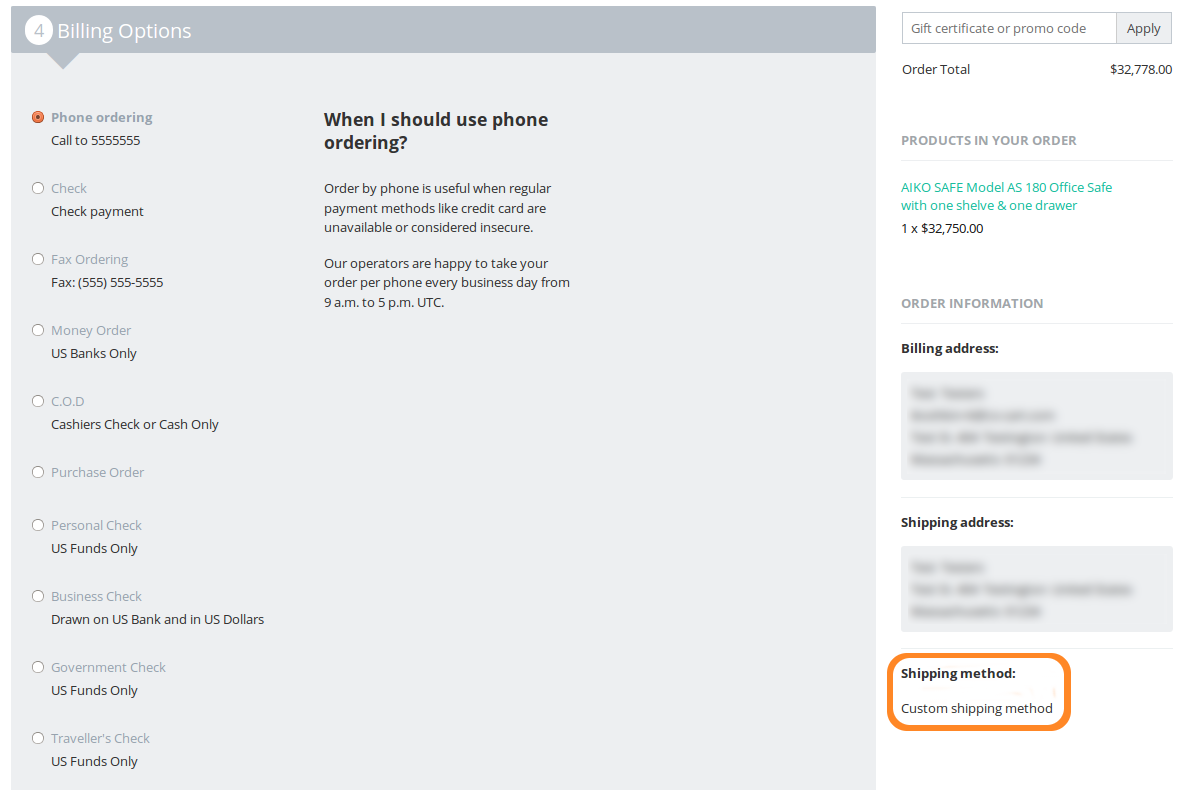 4 Billing Options
Phone ordering
Call to 5555555
Check
Check payment
Fax Ordering
Fax: (555) 555-5555
Money Order
US Banks Only
C.O.D
Cashiers Check or Cash Only
Purchase Order
Personal Check
US Funds Only
Business Check
Drawn on US Bank and in US Dollars
Government Check
US Funds Only
Traveller's Check
US Funds Only
When I should use phone
ordering?
Order by phone is useful when regular
payment methods like credit card are
unavailable or considered insecure.
Our operators are happy to take your
order per phone every business day from
9 a.m. to 5 p.m. UTC.
Gift certificate or promo code Apply
Order Total $32,778.00
PRODUCTS IN YOUR ORDER
AIKO SAFE Model AS 180 Office Safe
with one shelve & one drawer
1 x $32,750.00
ORDER INFORMATION
Billing address:
Shipping address:
Shipping method:
Custom shipping method